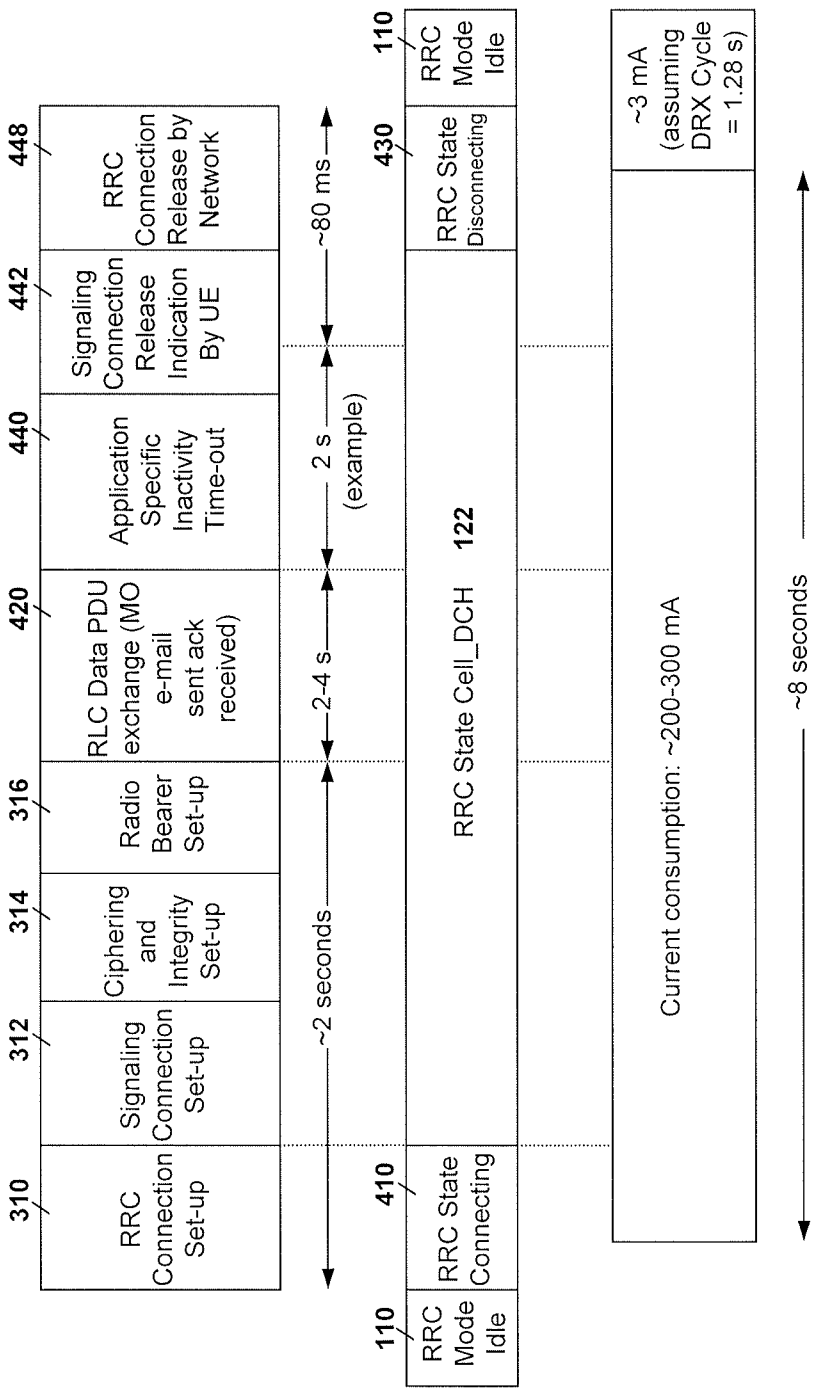 310
RRC
Connection
Set-up
312
Signaling
Connection
Set-up
314
Ciphering
and
Integrity
Set-up
316
Radio
Bearer
Set-up
420
RLC Data PDU
exchange (MO
e-mail
sent ack
received)
440
Application
Specific
Inactivity
Time-out
442
Signaling
Connection
Release
Indication
By UE
448
RRC
Connection
Release by
Network
~2 seconds
2-4 s
2 s
(example)
~80 ms
110
RRC
Mode
Idle
410
RRC State
Connecting
RRC State Cell_DCH 122
430
RRC State
Disconnecting
110
RRC
Mode
Idle
Current consumption: ~200-300 mA
~3 mA
(assuming
DRX Cycle
= 1.28 s)
~8 seconds